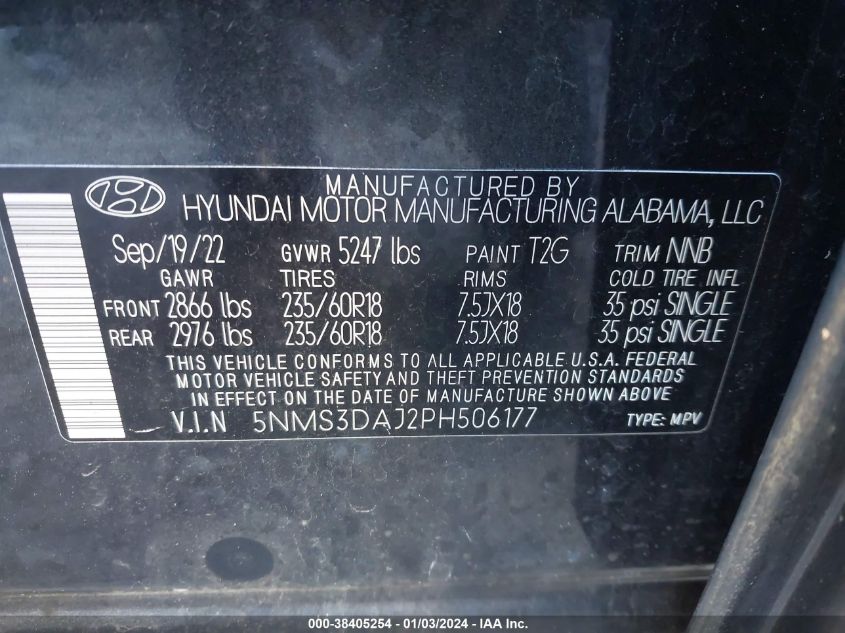 MANUFACTURED BY
HYUNDAI MOTOR MANUFACTURING ALABAMA, LLC
Sep/19/22 GVWR 5247 lbs PAINT T2G TRIM NNB
GAWR TIRES RIMS COLD TIRE INFL
FRONT 2866 lbs 235/60R18 7.5JX18 35 psi SINGLE
REAR 2976 lbs 235/60R18 7.5JX18 35 psi SINGLE
THIS VEHICLE CONFORMS TO ALL APPLICABLE U.S.A. FEDERAL
MOTOR VEHICLE SAFETY AND THEFT PREVENTION STANDARDS
IN EFFECT ON THE DATE OF MANUFACTURE SHOWN ABOVE
V.I.N 5NMS3DAJ2PH506177 TYPE: MPV
000-38405254 - 01/03/2024 - IAA Inc.